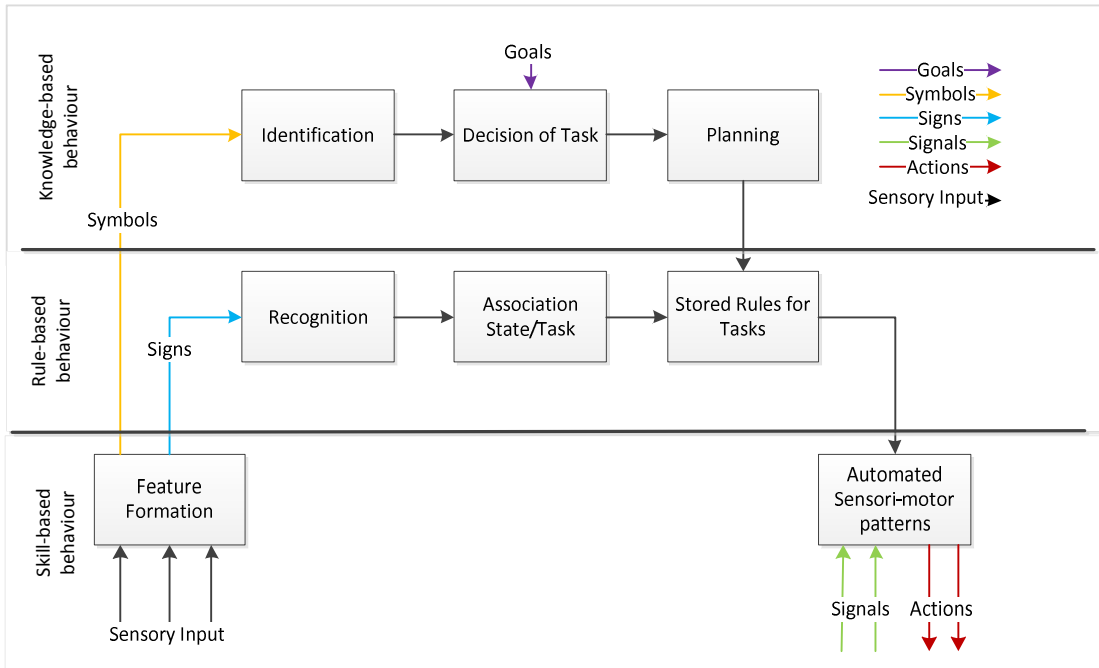 Knowledge-based
behaviour
Goals
Identification
Decision of Task
Planning
Goals
Symbols
Signs
Signals
Actions
Sensory Input
Symbols
Rule-based
behaviour
Recognition
Association
State/Task
Stored Rules for
Tasks
Signs
Skill-based
behaviour
Feature
Formation
Automated
Sensori-motor
patterns
Sensory Input
Signals
Actions